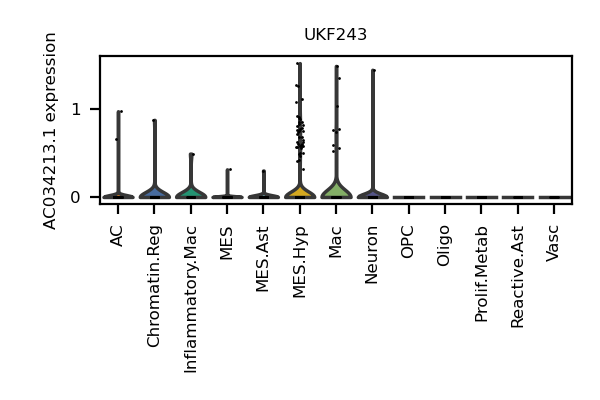 UKF243
AC034213.1 expression
1
0
AC
Chromatin.Reg
Inflammatory.Mac
MES
MES.Ast
MES.Hyp
Mac
Neuron
OPC
Oligo
Prolif.Metab
Reactive.Ast
Vasc